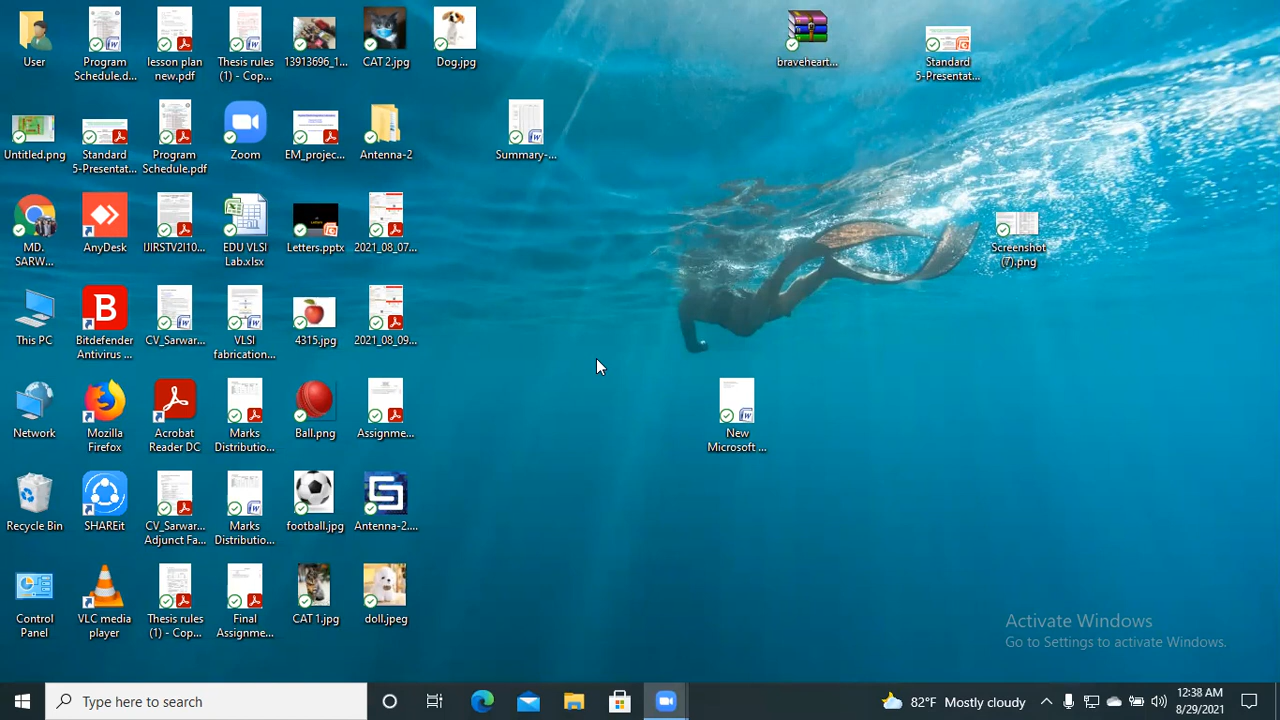 User
Program
Schedule.d...
lesson plan
new.pdf
Thesis rules
(1) - Cop...
13913696_1...
CAT 2.jpg
Dog.jpg
braveheart...
Standard
5-Presentat...
Untitled.png
Standard
5-Presentat...
Program
Schedule.pdf
Zoom
EM_projec...
Antenna-2
Summary-...
MD.
SARW...
AnyDesk
IJIRSTV2I10...
EDU VLSI
Lab.xlsx
Letters.pptx
2021_08_07...
Screenshot
(7).png
This PC
Bitdefender
Antivirus ...
CV_Sarwar...
VLSI
fabrication...
4315.jpg
2021_08_09...
Network
Mozilla
Firefox
Acrobat
Reader DC
Marks
Distributio...
Ball.png
Assignme...
New
Microsoft ...
Recycle Bin
SHAREit
CV_Sarwar...
Adjunct Fa...
Marks
Distributio...
football.jpg
Antenna-2....
Control
Panel
VLC media
player
Thesis rules
(1) - Cop...
Final
Assignme...
CAT 1.jpg
doll.jpeg
Activate Windows
Go to Settings to activate Windows.
Type here to search
82°F Mostly cloudy
12:38 AM
8/29/2021